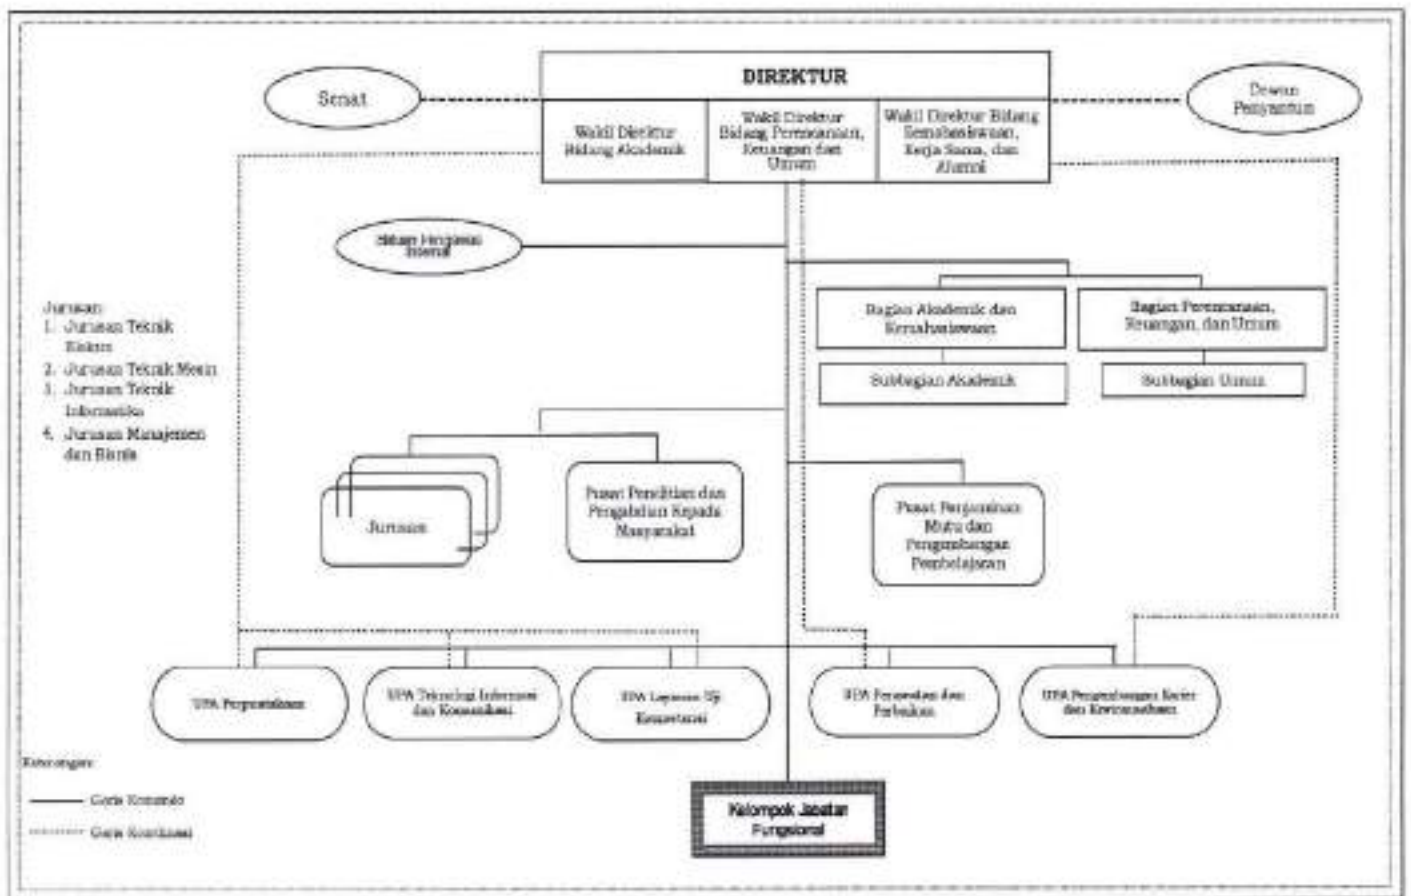 DIREKTUR
Senat
Dewan
Penyantun
Wakil Direktur
Bidang Akademik
Wakil Direktur
Bidang Perencanaan,
Keuangan dan
Umum
Wakil Direktur Bidang
Kemahasiswaan,
Kerja Sama, dan
Alumni
Internal
Bagian Akademik dan
Kemahasiswaan
Bagian Perencanaan,
Keuangan, dan Umum
Subbagian Akademik
Subbagian Umum
Jurusan:
1. Jurusan Teknik
2. Jurusan Teknik Mesin
3. Jurusan Teknik
Informatika
4. Jurusan Manajemen
dan Bisnis
Jurusan
Pusat Penelitian dan
Pengabdian Kepada
Masyarakat
Pusat Penjaminan
Mutu dan
Pengembangan
Pembelajaran
UPA Perpustakaan
UPA Teknologi Informasi
dan Komunikasi
UPA Layanan Uji
Kompetensi
UPA Perawatan dan
Perbaikan
UPA Pengembangan Karier
dan Kewirausahaan
Keterangan:
Garis Komando
Garis Koordinasi
Kelompok Jabatan
Fungsional